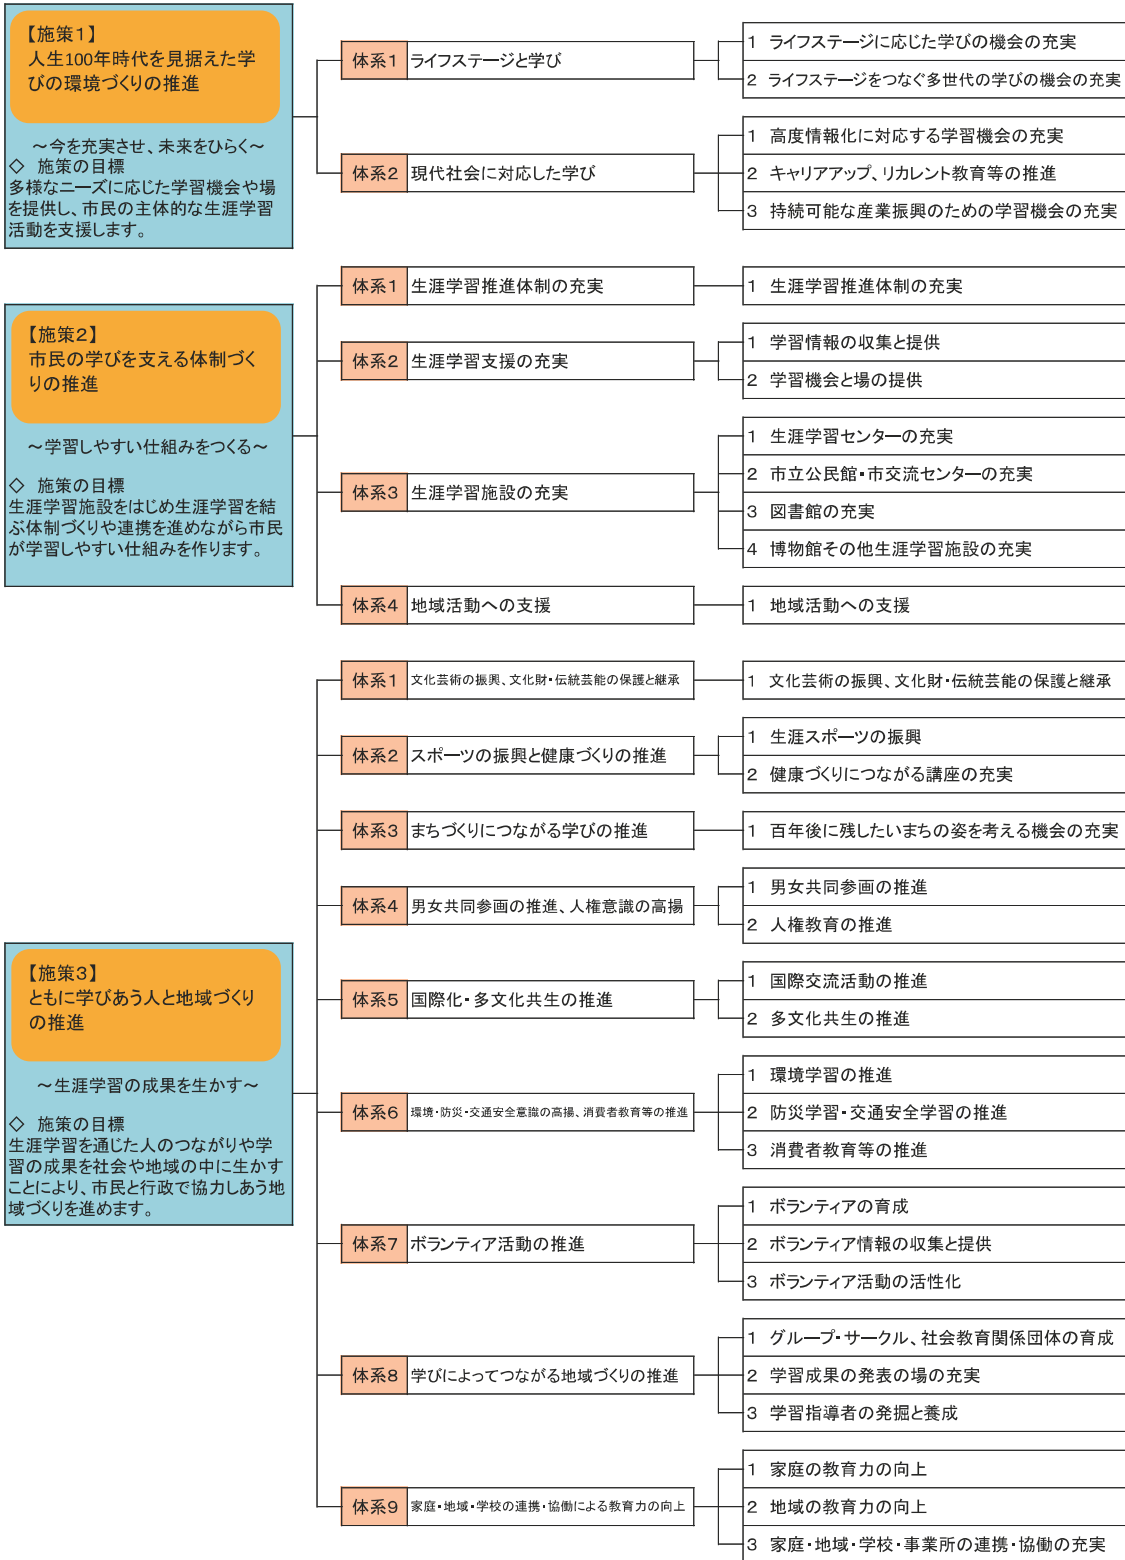 【施策1】
人生100年時代を見据えた学
びの環境づくりの推進
～今を充実させ、未来をひらく～
◇ 施策の目標
多様なニーズに応じた学習機会や場
を提供し、市民の主体的な生涯学習
活動を支援します。
体系1 ライフステージと学び
1 ライフステージに応じた学びの機会の充実
2 ライフステージをつなぐ多世代の学びの機会の充実
体系2 現代社会に対応した学び
1 高度情報化に対応する学習機会の充実
2 キャリアアップ、リカレント教育等の推進
3 持続可能な産業振興のための学習機会の充実
【施策2】
市民の学びを支える体制づく
りの推進
～学習しやすい仕組みをつくる～
◇ 施策の目標
生涯学習施設をはじめ生涯学習を結
ぶ体制づくりや連携を進めながら市民
が学習しやすい仕組みを作ります。
体系1 生涯学習推進体制の充実
1 生涯学習推進体制の充実
体系2 生涯学習支援の充実
1 学習情報の収集と提供
2 学習機会と場の提供
体系3 生涯学習施設の充実
1 生涯学習センターの充実
2 市立公民館・市交流センターの充実
3 図書館の充実
4 博物館その他生涯学習施設の充実
体系4 地域活動への支援
1 地域活動への支援
【施策3】
ともに学びあう人と地域づくり
の推進
～生涯学習の成果を生かす～
◇ 施策の目標
生涯学習を通じた人のつながりや学
習の成果を社会や地域の中に生かす
ことにより、市民と行政で協力しあう地
域づくりを進めます。
体系1 文化芸術の振興、文化財・伝統芸能の保護と継承
1 文化芸術の振興、文化財・伝統芸能の保護と継承
体系2 スポーツの振興と健康づくりの推進
1 生涯スポーツの振興
2 健康づくりにつながる講座の充実
体系3 まちづくりにつながる学びの推進
1 百年後に残したいまちの姿を考える機会の充実
体系4 男女共同参画の推進、人権意識の高揚
1 男女共同参画の推進
2 人権教育の推進
体系5 国際化・多文化共生の推進
1 国際交流活動の推進
2 多文化共生の推進
体系6 環境・防災・交通安全意識の高揚、消費者教育等の推進
1 環境学習の推進
2 防災学習・交通安全学習の推進
3 消費者教育等の推進
体系7 ボランティア活動の推進
1 ボランティアの育成
2 ボランティア情報の収集と提供
3 ボランティア活動の活性化
体系8 学びによってつながる地域づくりの推進
1 グループ・サークル、社会教育関係団体の育成
2 学習成果の発表の場の充実
3 学習指導者の発掘と養成
体系9 家庭・地域・学校の連携・協働による教育力の向上
1 家庭の教育力の向上
2 地域の教育力の向上
3 家庭・地域・学校・事業所の連携・協働の充実